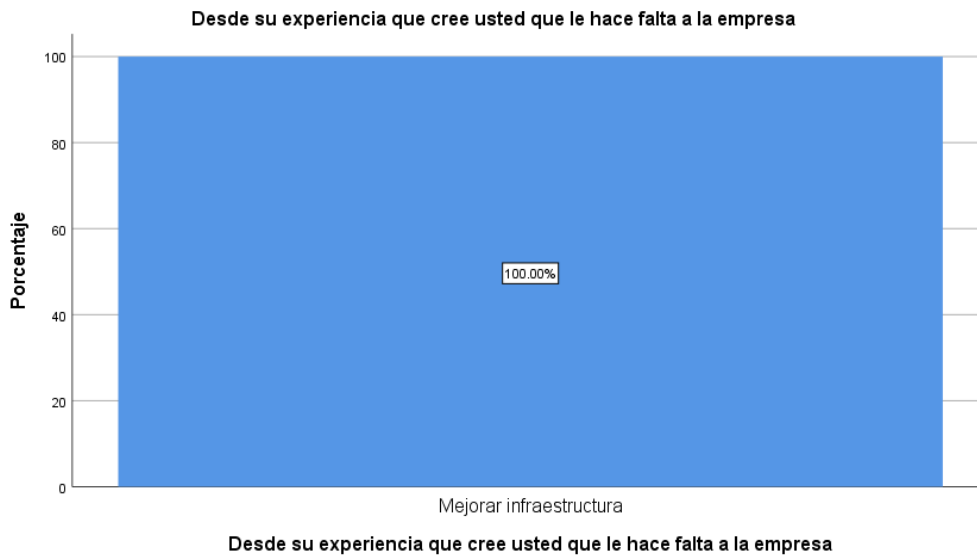 Desde su experiencia que cree usted que le hace falta a la empresa
100
80
60
40
20
0
Porcentaje
100.00%
Mejorar infraestructura
Desde su experiencia que cree usted que le hace falta a la empresa